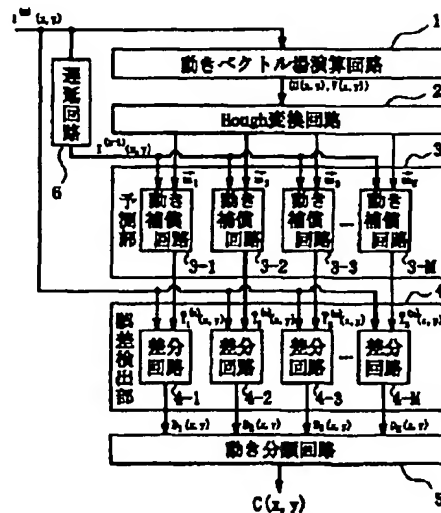 I⁽ⁿ⁾(x,y)
1
動きベクトル場演算回路
(U(x,y),V(x,y))
2
Hough変換回路
遅延回路
6
I⁽ⁿ⁻¹⁾(x,y)
3
予測部
動き補償回路 動き補償回路 動き補償回路 — 動き補償回路
3-1 3-2 3-3 3-M
4
誤差検出部
差分回路 差分回路 差分回路 — 差分回路
4-1 4-2 4-3 4-M
D₁(x,y) D₂(x,y) D₃(x,y)
動き分類回路
5
C(x, y)